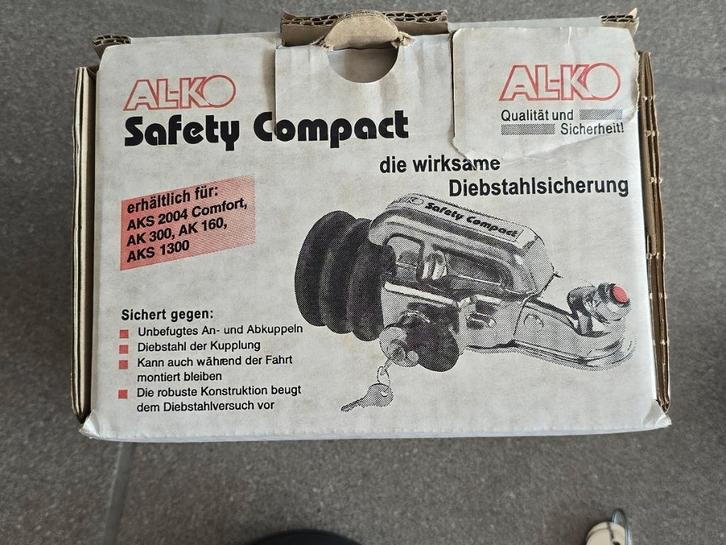 AL-KO
Safety Compact
AL-KO
Qualität und
Sicherheit!
die wirksame
Diebstahlsicherung
erhältlich für:
AKS 2004 Comfort,
AK 300, AK 160,
AKS 1300
Safety Compact
Sichert gegen:
Unbefugtes An- und Abkuppeln
Diebstahl der Kupplung
Kann auch während der Fahrt
montiert bleiben
Die robuste Konstruktion beugt
dem Diebstahlversuch vor